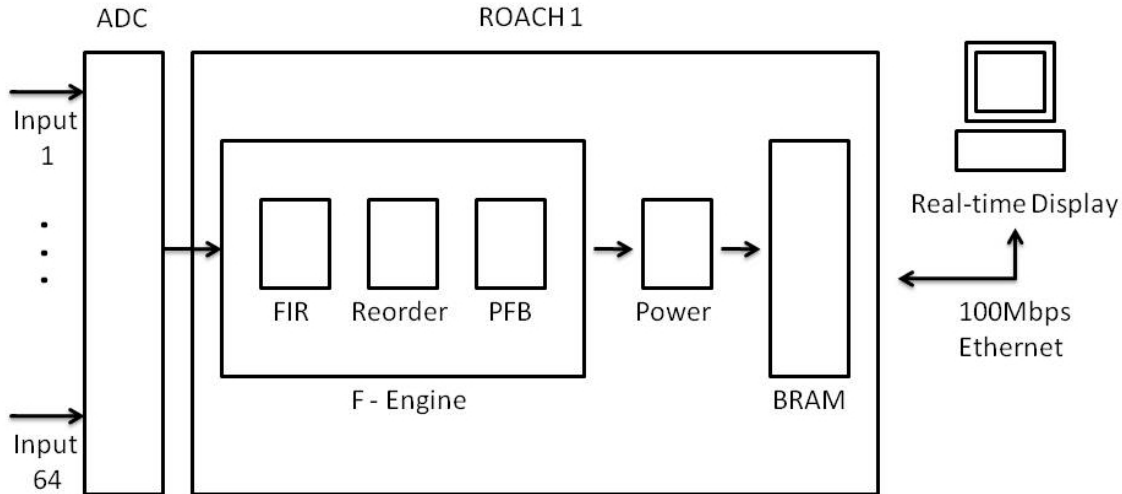 ADC
ROACH 1
Input
1
Input
64
FIR
Reorder
PFB
F - Engine
Power
BRAM
Real-time Display
100Mbps
Ethernet